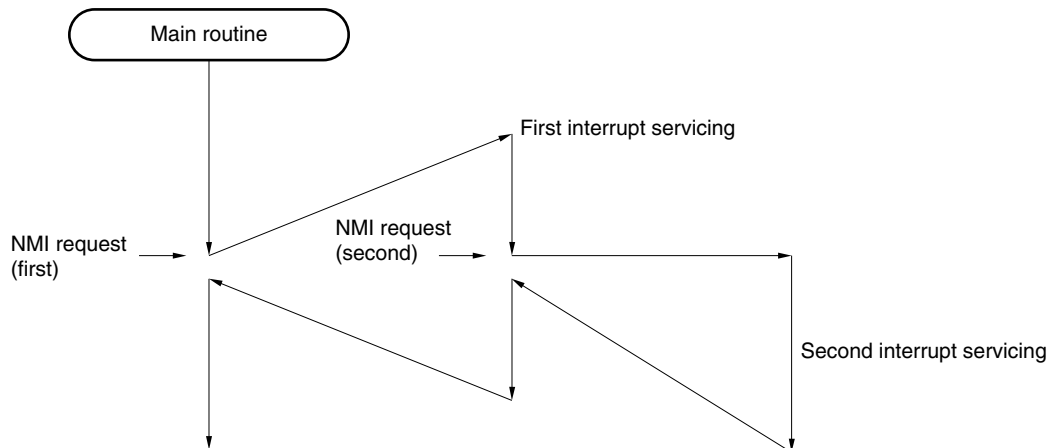 Main routine
First interrupt servicing
NMI request
(first)
NMI request
(second)
Second interrupt servicing